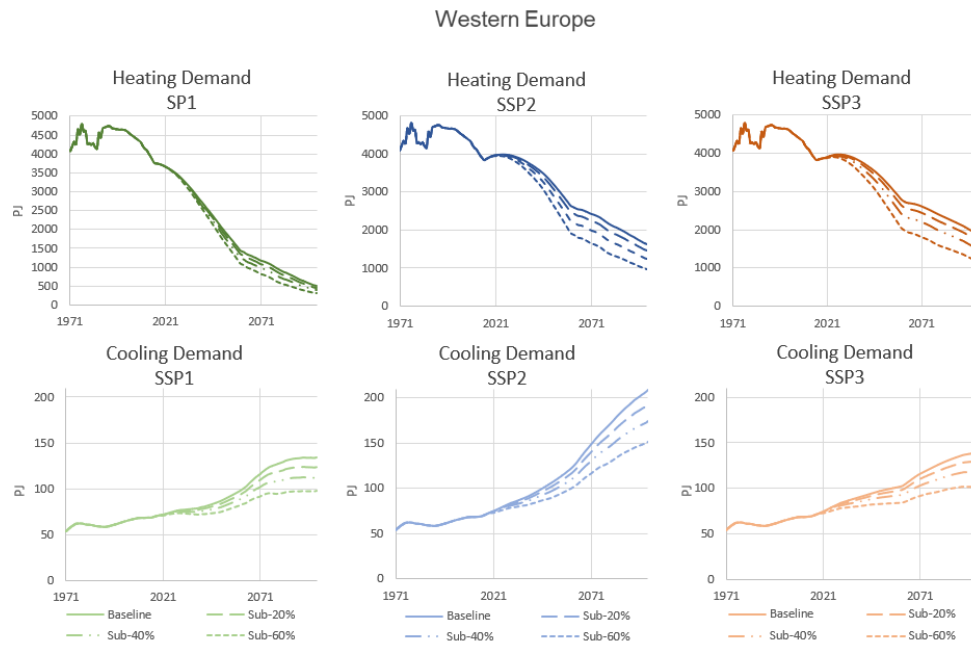 Western Europe
Heating Demand
SP1
5000
4500
4000
3500
3000
2500
2000
1500
1000
500
0
PJ
1971
2021
2071
Heating Demand
SSP2
5000
4000
3000
2000
1000
0
PJ
1971
2021
2071
Heating Demand
SSP3
5000
4000
3000
2000
1000
0
PJ
1971
2021
2071
Cooling Demand
SSP1
200
150
100
50
0
PJ
1971
2021
2071
Baseline
Sub-20%
Sub-40%
Sub-60%
Cooling Demand
SSP2
200
150
100
50
0
PJ
1971
2021
2071
Baseline
Sub-20%
Sub-40%
Sub-60%
Cooling Demand
SSP3
200
150
100
50
0
PJ
1971
2021
2071
Baseline
Sub-20%
Sub-40%
Sub-60%